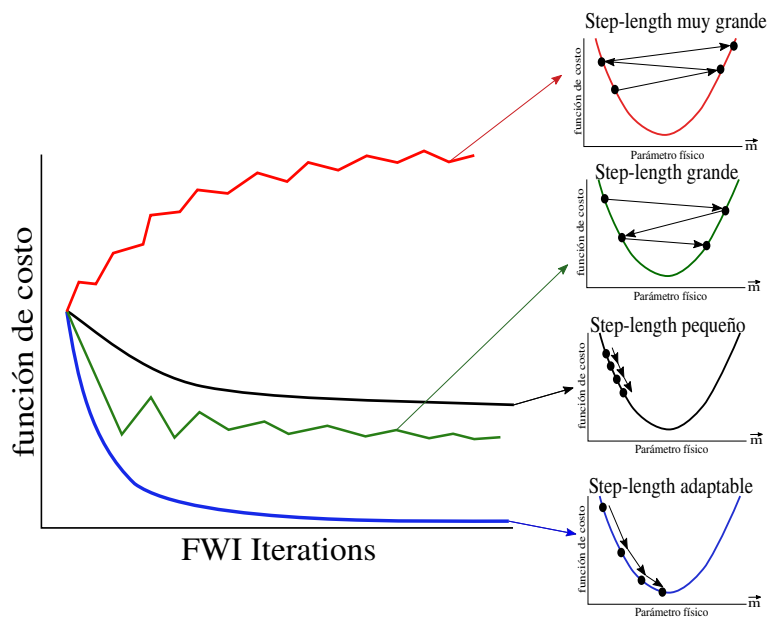 función de costo
FWI Iterations
Step-length muy grande
función de costo
Parámetro físico
m
Step-length grande
función de costo
Parámetro físico
m
Step-length pequeño
función de costo
Parámetro físico
m
Step-length adaptable
función de costo
Parámetro físico
m